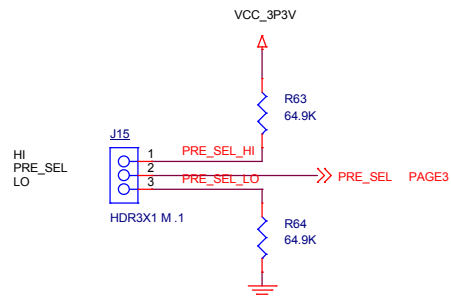 VCC_3P3V
R63
64.9K
J15
HI
PRE_SEL
LO
1
2
3
PRE_SEL_HI
PRE_SEL_LO
PRE_SEL PAGE3
HDR3X1 M .1
R64
64.9K